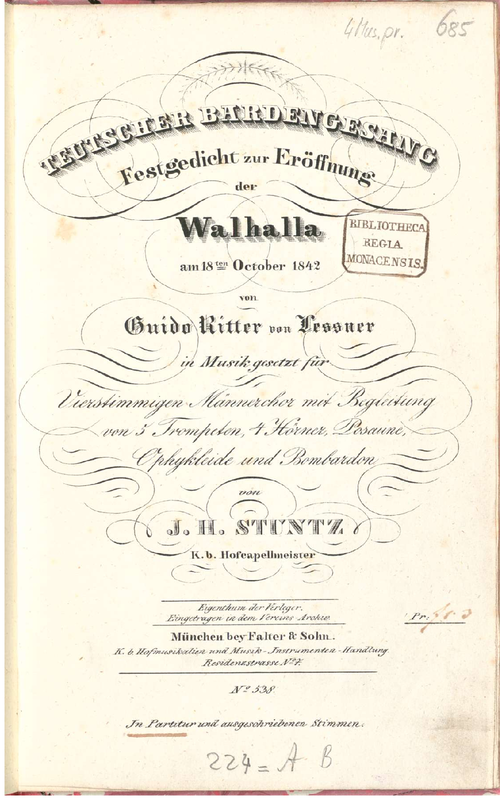 4 Mus. pr. 685
TEUTSCHER BARDENGESANG
Festgedicht zur Eröffnung
der
Walhalla
am 18ten October 1842
BIBLIOTHECA
REGIA
MONACENSIS.
von
Guido Ritter von Lessner
in Musik gesetzt für
Vierstimmigen Männerchor mit Begleitung
von 5 Trompeten, 4 Hörner, Posaune,
Ophykleide und Bombardon
von
J. H. STUNTZ
K. b. Hofcapellmeister
Eigenthum der Verleger.
Eingetragen in dem Vereins Archiv.
Pr.
München bey Falter & Sohn.
K. b. Hofmusikalien und Musik-Instrumenten-Handlung
Residenzstrasse No. 7.
No. 538.
In Partitur und ausgeschriebenen Stimmen.
224 = A B